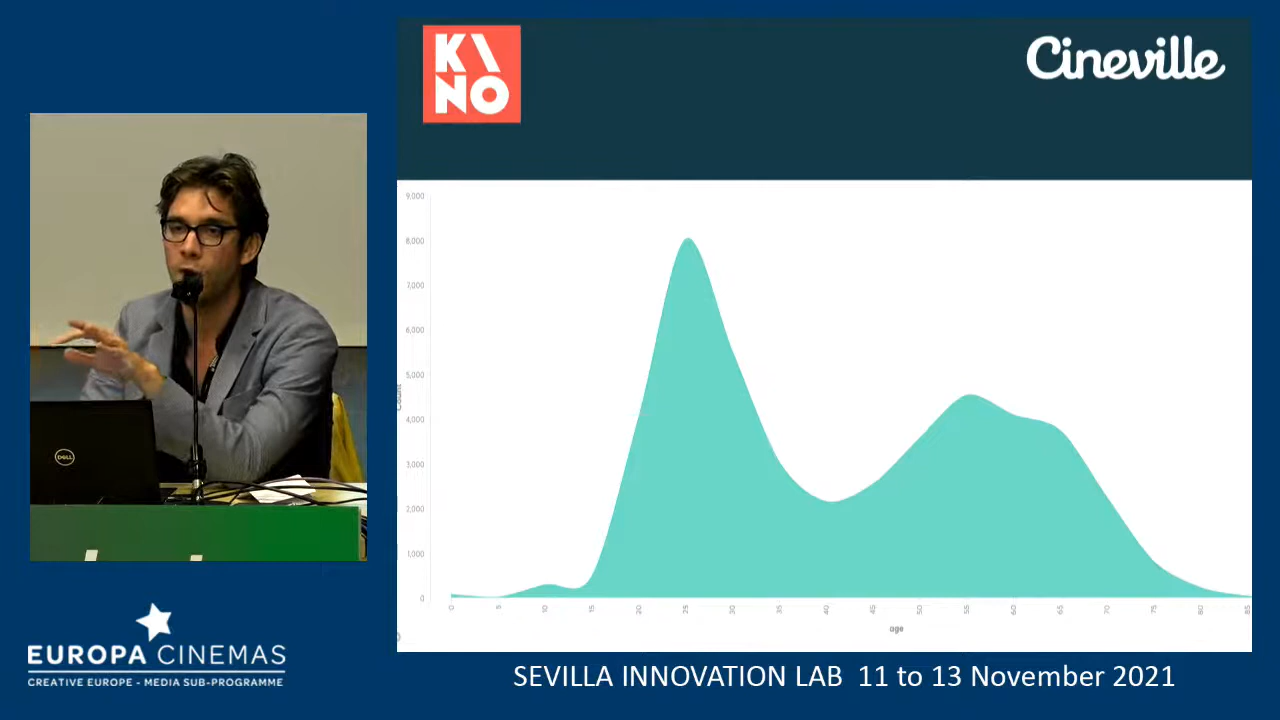 K\NO
Cineville
9,000
8,000
7,000
6,000
5,000
4,000
3,000
2,000
1,000
0
Count
0 5 10 15 20 25 30 35 40 45 50 55 60 65 70 75 80 85
age
DELL
EUROPA CINEMAS
CREATIVE EUROPE - MEDIA SUB-PROGRAMME
SEVILLA INNOVATION LAB 11 to 13 November 2021